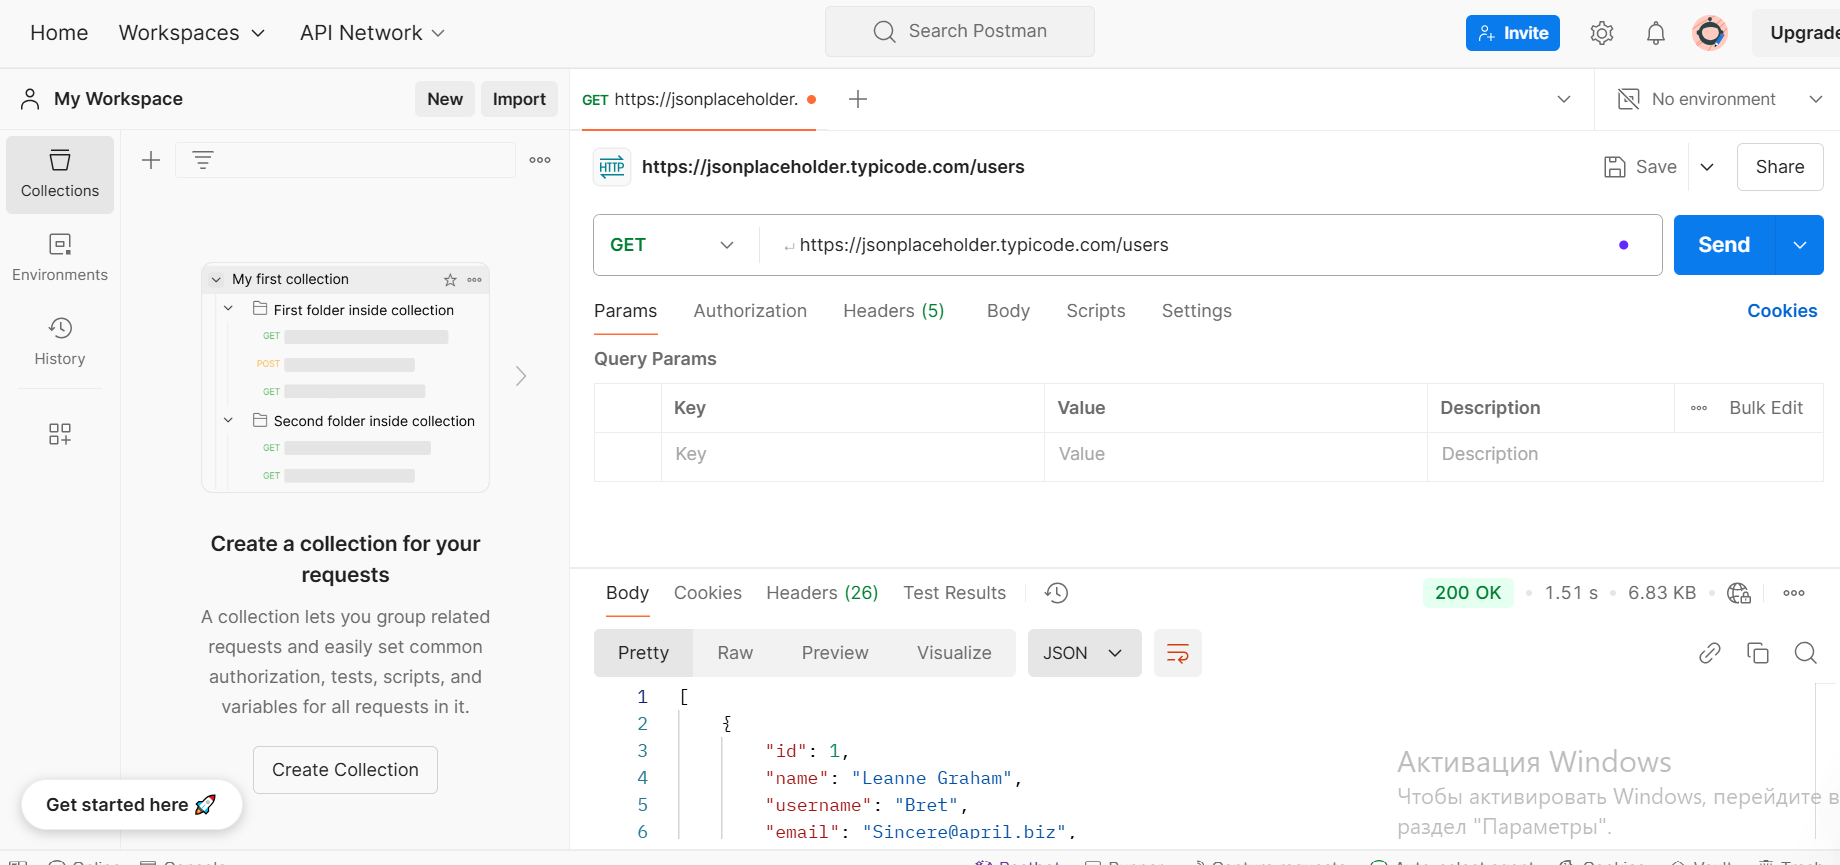 Home Workspaces API Network Search Postman Invite Upgrade
My Workspace New Import GET https://jsonplaceholder. No environment
Collections
Environments
History
My first collection
First folder inside collection
GET
POST
GET
Second folder inside collection
GET
GET
Create a collection for your
requests
A collection lets you group related
requests and easily set common
authorization, tests, scripts, and
variables for all requests in it.
Create Collection
Get started here 🚀
HTTP https://jsonplaceholder.typicode.com/users Save Share
GET ↵ https://jsonplaceholder.typicode.com/users Send
Params Authorization Headers (5) Body Scripts Settings Cookies
Query Params
Key Value Description Bulk Edit
Key Value Description
Body Cookies Headers (26) Test Results 200 OK • 1.51 s • 6.83 KB
Pretty Raw Preview Visualize JSON
1 [
2 {
3 "id": 1,
4 "name": "Leanne Graham",
5 "username": "Bret",
6 "email": "Sincere@april.biz",
Активация Windows
Чтобы активировать Windows, перейдите в
раздел "Параметры".